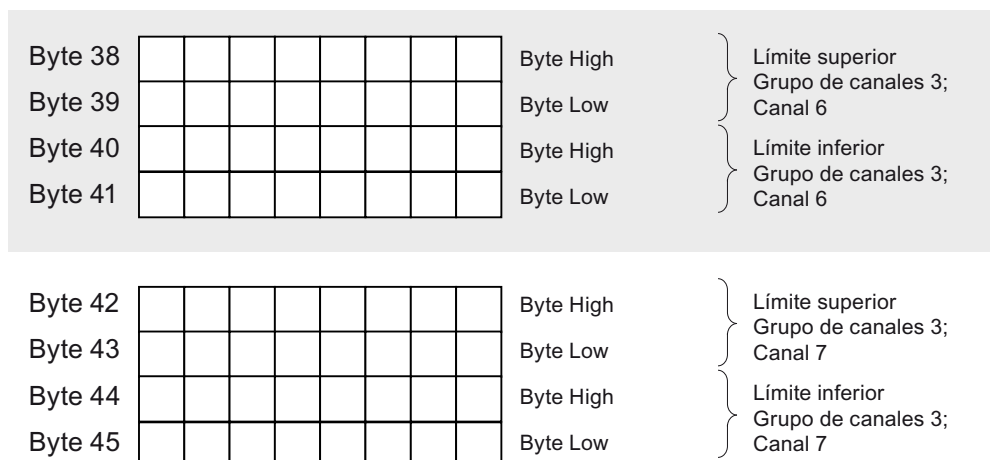 Byte 38
Byte High
Límite superior
Grupo de canales 3;
Canal 6
Byte 39
Byte Low
Byte 40
Byte High
Límite inferior
Grupo de canales 3;
Canal 6
Byte 41
Byte Low
Byte 42
Byte High
Límite superior
Grupo de canales 3;
Canal 7
Byte 43
Byte Low
Byte 44
Byte High
Límite inferior
Grupo de canales 3;
Canal 7
Byte 45
Byte Low